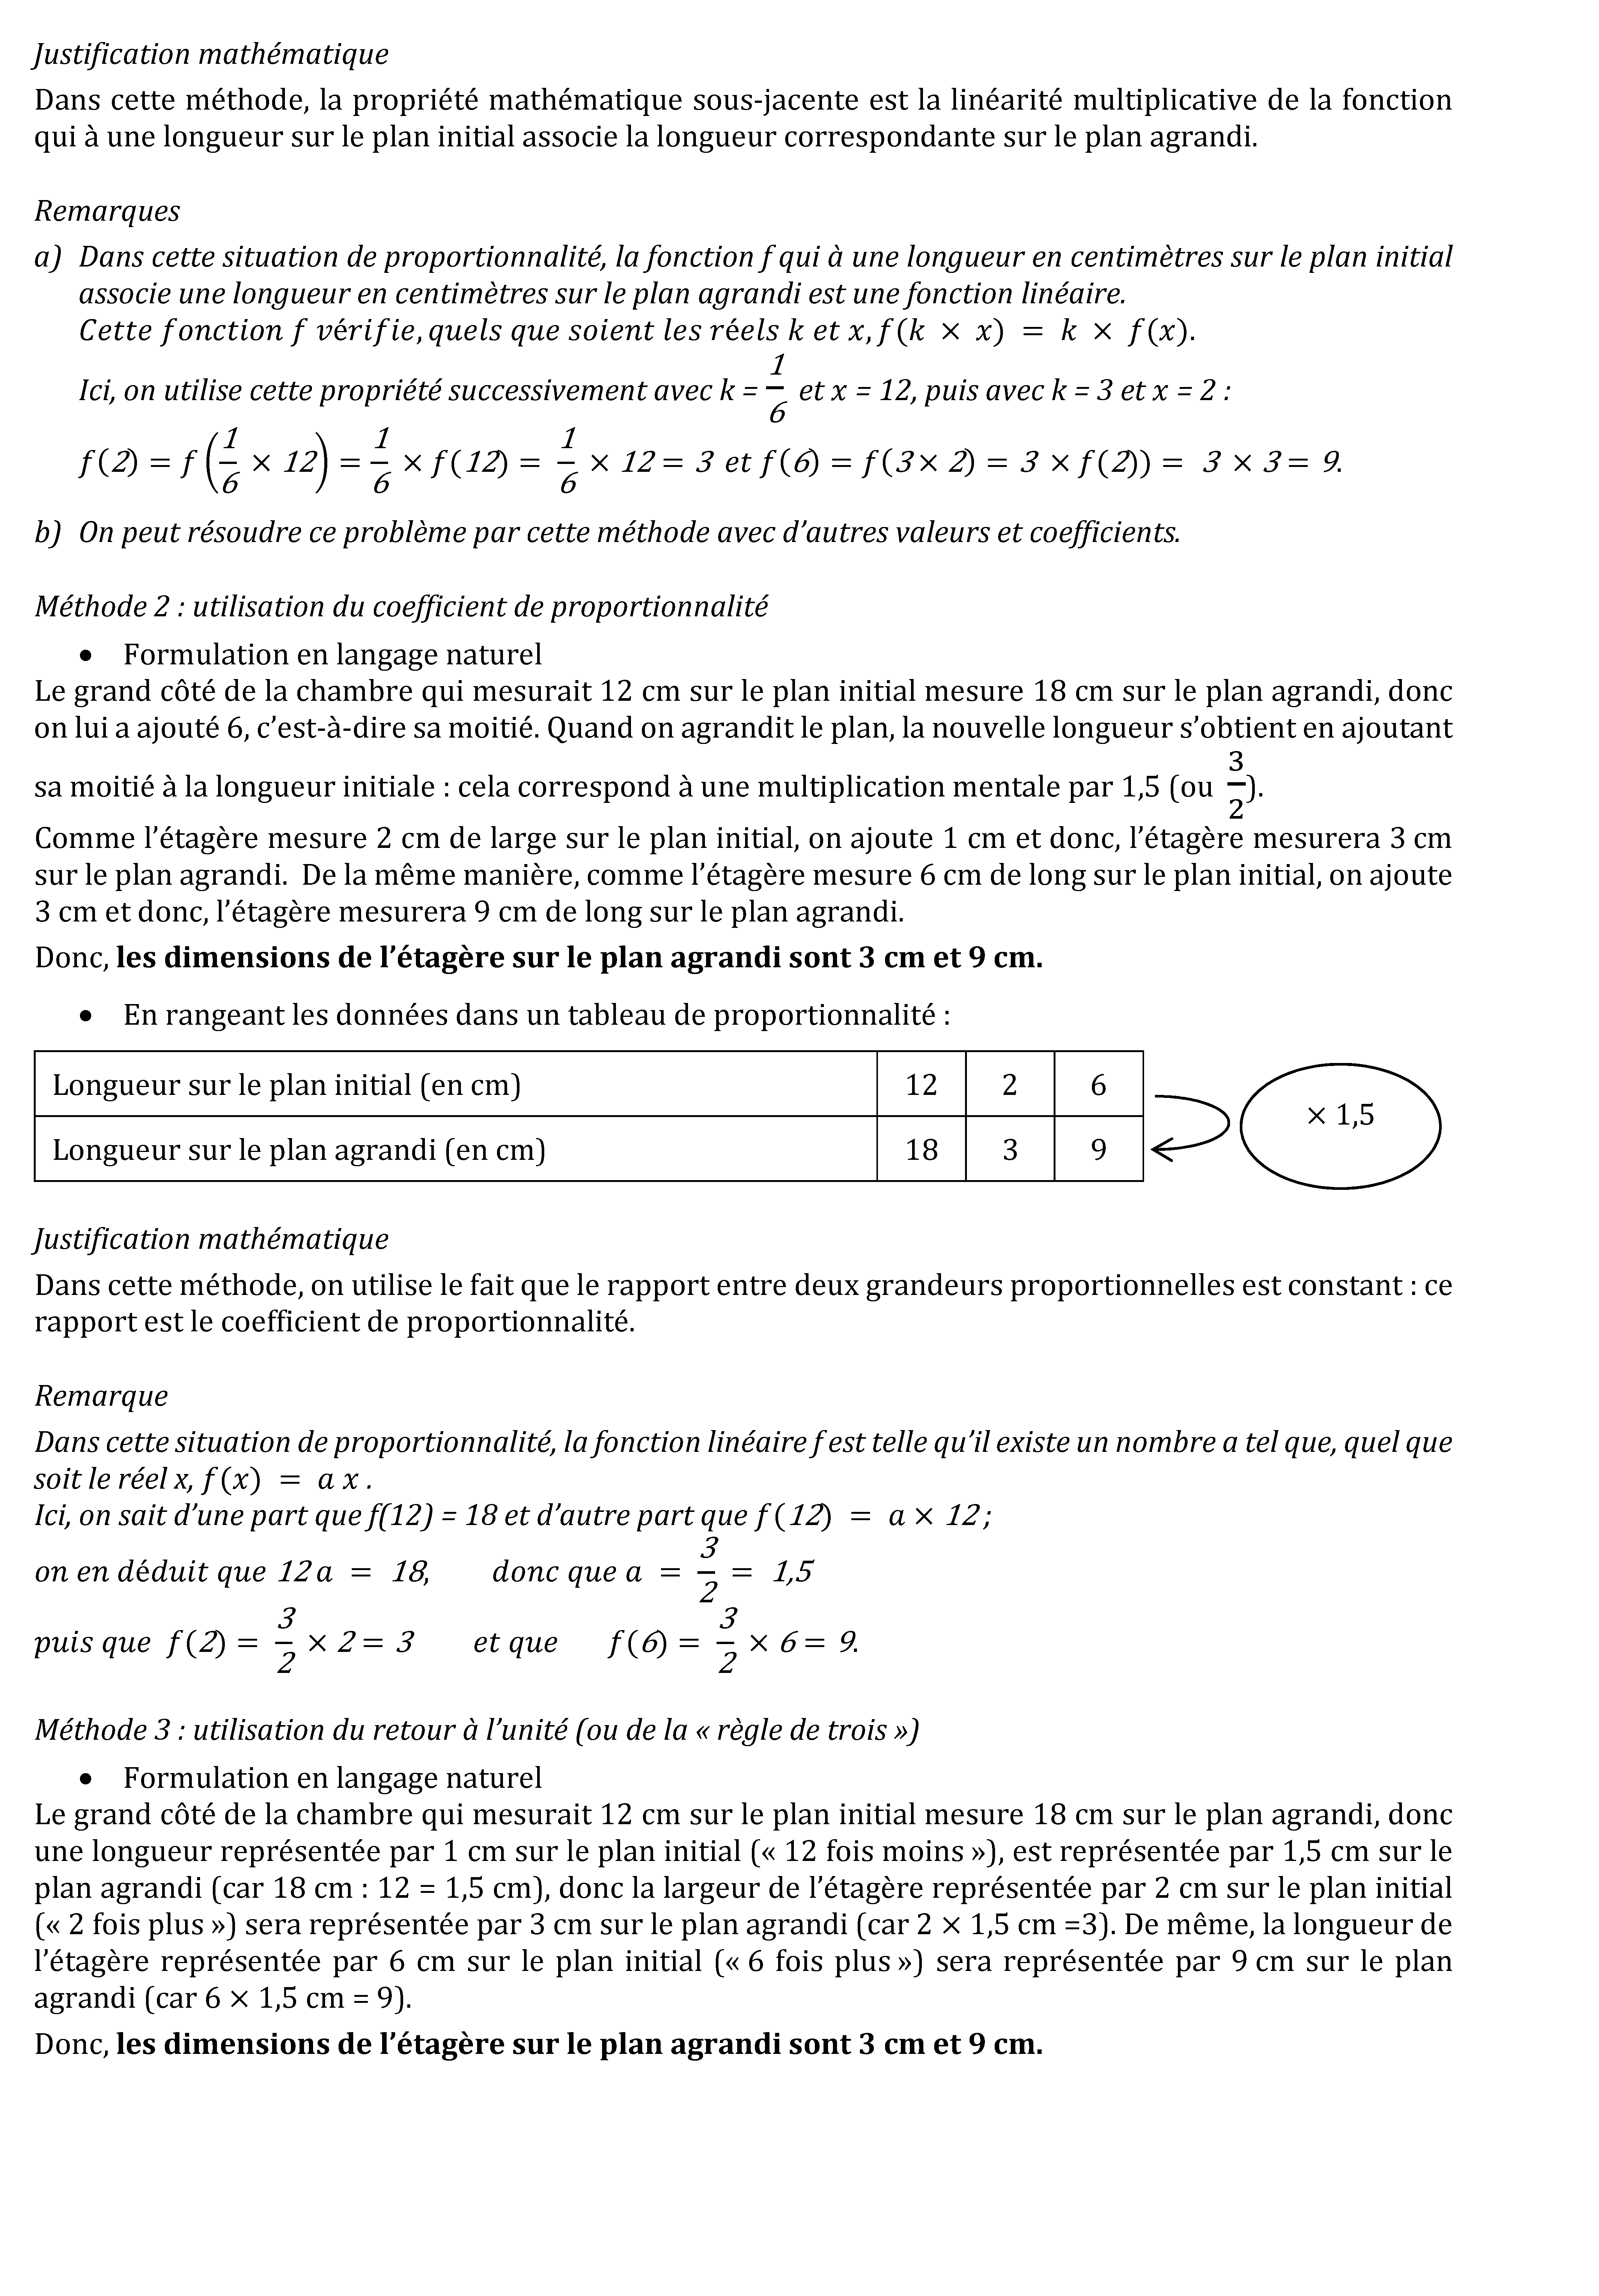 Justification mathématique
Dans cette méthode, la propriété mathématique sous-jacente est la linéarité multiplicative de la fonction
qui à une longueur sur le plan initial associe la longueur correspondante sur le plan agrandi.
Remarques
a) Dans cette situation de proportionnalité, la fonction f qui à une longueur en centimètres sur le plan initial
associe une longueur en centimètres sur le plan agrandi est une fonction linéaire.
Cette fonction f vérifie, quels que soient les réels k et x, f(k × x) = k × f(x).
Ici, on utilise cette propriété successivement avec k = 1/6 et x = 12, puis avec k = 3 et x = 2 :
f(2) = f(1/6 × 12) = 1/6 × f(12) = 1/6 × 12 = 3 et f(6) = f(3 × 2) = 3 × f(2)) = 3 × 3 = 9.
b) On peut résoudre ce problème par cette méthode avec d’autres valeurs et coefficients.
Méthode 2 : utilisation du coefficient de proportionnalité
• Formulation en langage naturel
Le grand côté de la chambre qui mesurait 12 cm sur le plan initial mesure 18 cm sur le plan agrandi, donc
on lui a ajouté 6, c’est-à-dire sa moitié. Quand on agrandit le plan, la nouvelle longueur s’obtient en ajoutant
sa moitié à la longueur initiale : cela correspond à une multiplication mentale par 1,5 (ou 3/2).
Comme l’étagère mesure 2 cm de large sur le plan initial, on ajoute 1 cm et donc, l’étagère mesurera 3 cm
sur le plan agrandi. De la même manière, comme l’étagère mesure 6 cm de long sur le plan initial, on ajoute
3 cm et donc, l’étagère mesurera 9 cm de long sur le plan agrandi.
Donc, les dimensions de l’étagère sur le plan agrandi sont 3 cm et 9 cm.
• En rangeant les données dans un tableau de proportionnalité :
Longueur sur le plan initial (en cm) 12 2 6
× 1,5
Longueur sur le plan agrandi (en cm) 18 3 9
Justification mathématique
Dans cette méthode, on utilise le fait que le rapport entre deux grandeurs proportionnelles est constant : ce
rapport est le coefficient de proportionnalité.
Remarque
Dans cette situation de proportionnalité, la fonction linéaire f est telle qu’il existe un nombre a tel que, quel que
soit le réel x, f(x) = a x .
Ici, on sait d’une part que f(12) = 18 et d’autre part que f(12) = a × 12 ;
on en déduit que 12 a = 18, donc que a = 3/2 = 1,5
puis que f(2) = 3/2 × 2 = 3 et que f(6) = 3/2 × 6 = 9.
Méthode 3 : utilisation du retour à l’unité (ou de la « règle de trois »)
• Formulation en langage naturel
Le grand côté de la chambre qui mesurait 12 cm sur le plan initial mesure 18 cm sur le plan agrandi, donc
une longueur représentée par 1 cm sur le plan initial (« 12 fois moins »), est représentée par 1,5 cm sur le
plan agrandi (car 18 cm : 12 = 1,5 cm), donc la largeur de l’étagère représentée par 2 cm sur le plan initial
(« 2 fois plus ») sera représentée par 3 cm sur le plan agrandi (car 2 × 1,5 cm =3). De même, la longueur de
l’étagère représentée par 6 cm sur le plan initial (« 6 fois plus ») sera représentée par 9 cm sur le plan
agrandi (car 6 × 1,5 cm = 9).
Donc, les dimensions de l’étagère sur le plan agrandi sont 3 cm et 9 cm.